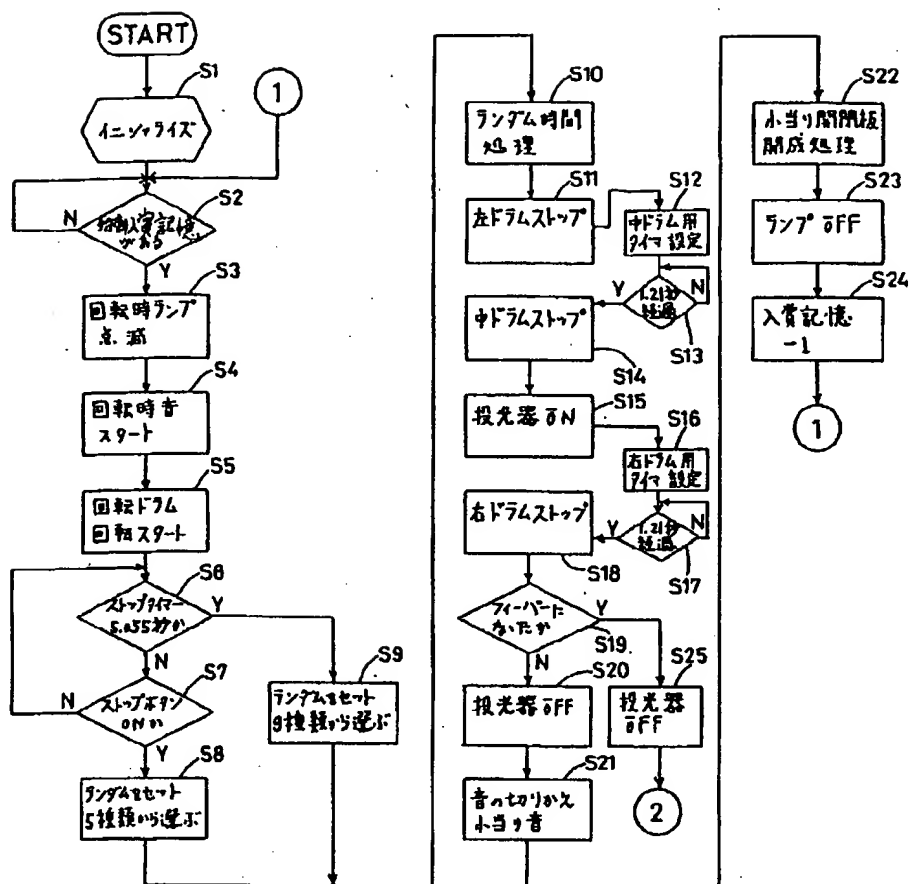 START
S1
イニシャライズ
1
S2
始動入賞記憶
がある
N
Y
S3
回転時ランプ
点滅
S4
回転時音
スタート
S5
回転ドラム
回転スタート
S6
ストップタイマー
5.055秒か
Y
N
S7
ストップボタン
ONか
N
Y
S8
ランダムをセット
5種類から選ぶ
S9
ランダムをセット
9種類から選ぶ
S10
ランダム時間
処理
S11
左ドラムストップ
S12
中ドラム用
タイマ設定
S13
1.21秒
経過
Y
N
S14
中ドラムストップ
S15
投光器ON
S16
右ドラム用
タイマ設定
S17
1.21秒
経過
Y
N
S18
右ドラムストップ
S19
フィーバーに
なったか
Y
N
S20
投光器OFF
S25
投光器
OFF
2
S21
音の切りかえ
小当り音
S22
小当り開閉板
開成処理
S23
ランプOFF
S24
入賞記憶
-1
1